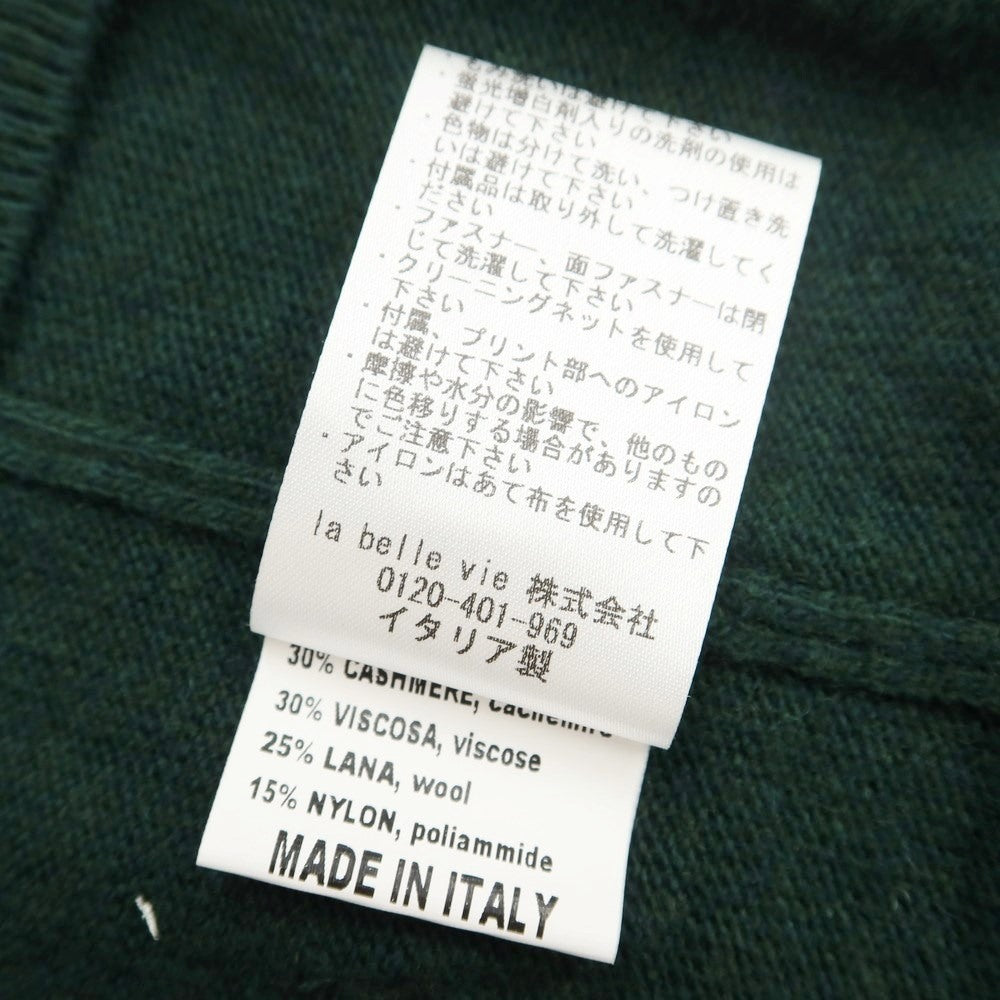 は避けて下さい
・蛍光増白剤入りの洗剤の使用は
避けて下さい
・色物は分けて洗い、つけ置き洗
いは避けて下さい
・付属品は取り外して洗濯してく
ださい
・ファスナー、面ファスナーは閉
じて洗濯して下さい
・クリーニングネットを使用して
下さい
・付属、プリント部へのアイロン
は避けて下さい
・摩擦や水分の影響で、他のもの
に色移りする場合がありますの
でご注意下さい
・アイロンはあて布を使用して下
さい
la belle vie 株式会社
0120-401-969
イタリア製
30% CASHMERE, cachemire
30% VISCOSA, viscose
25% LANA, wool
15% NYLON, poliammide
MADE IN ITALY